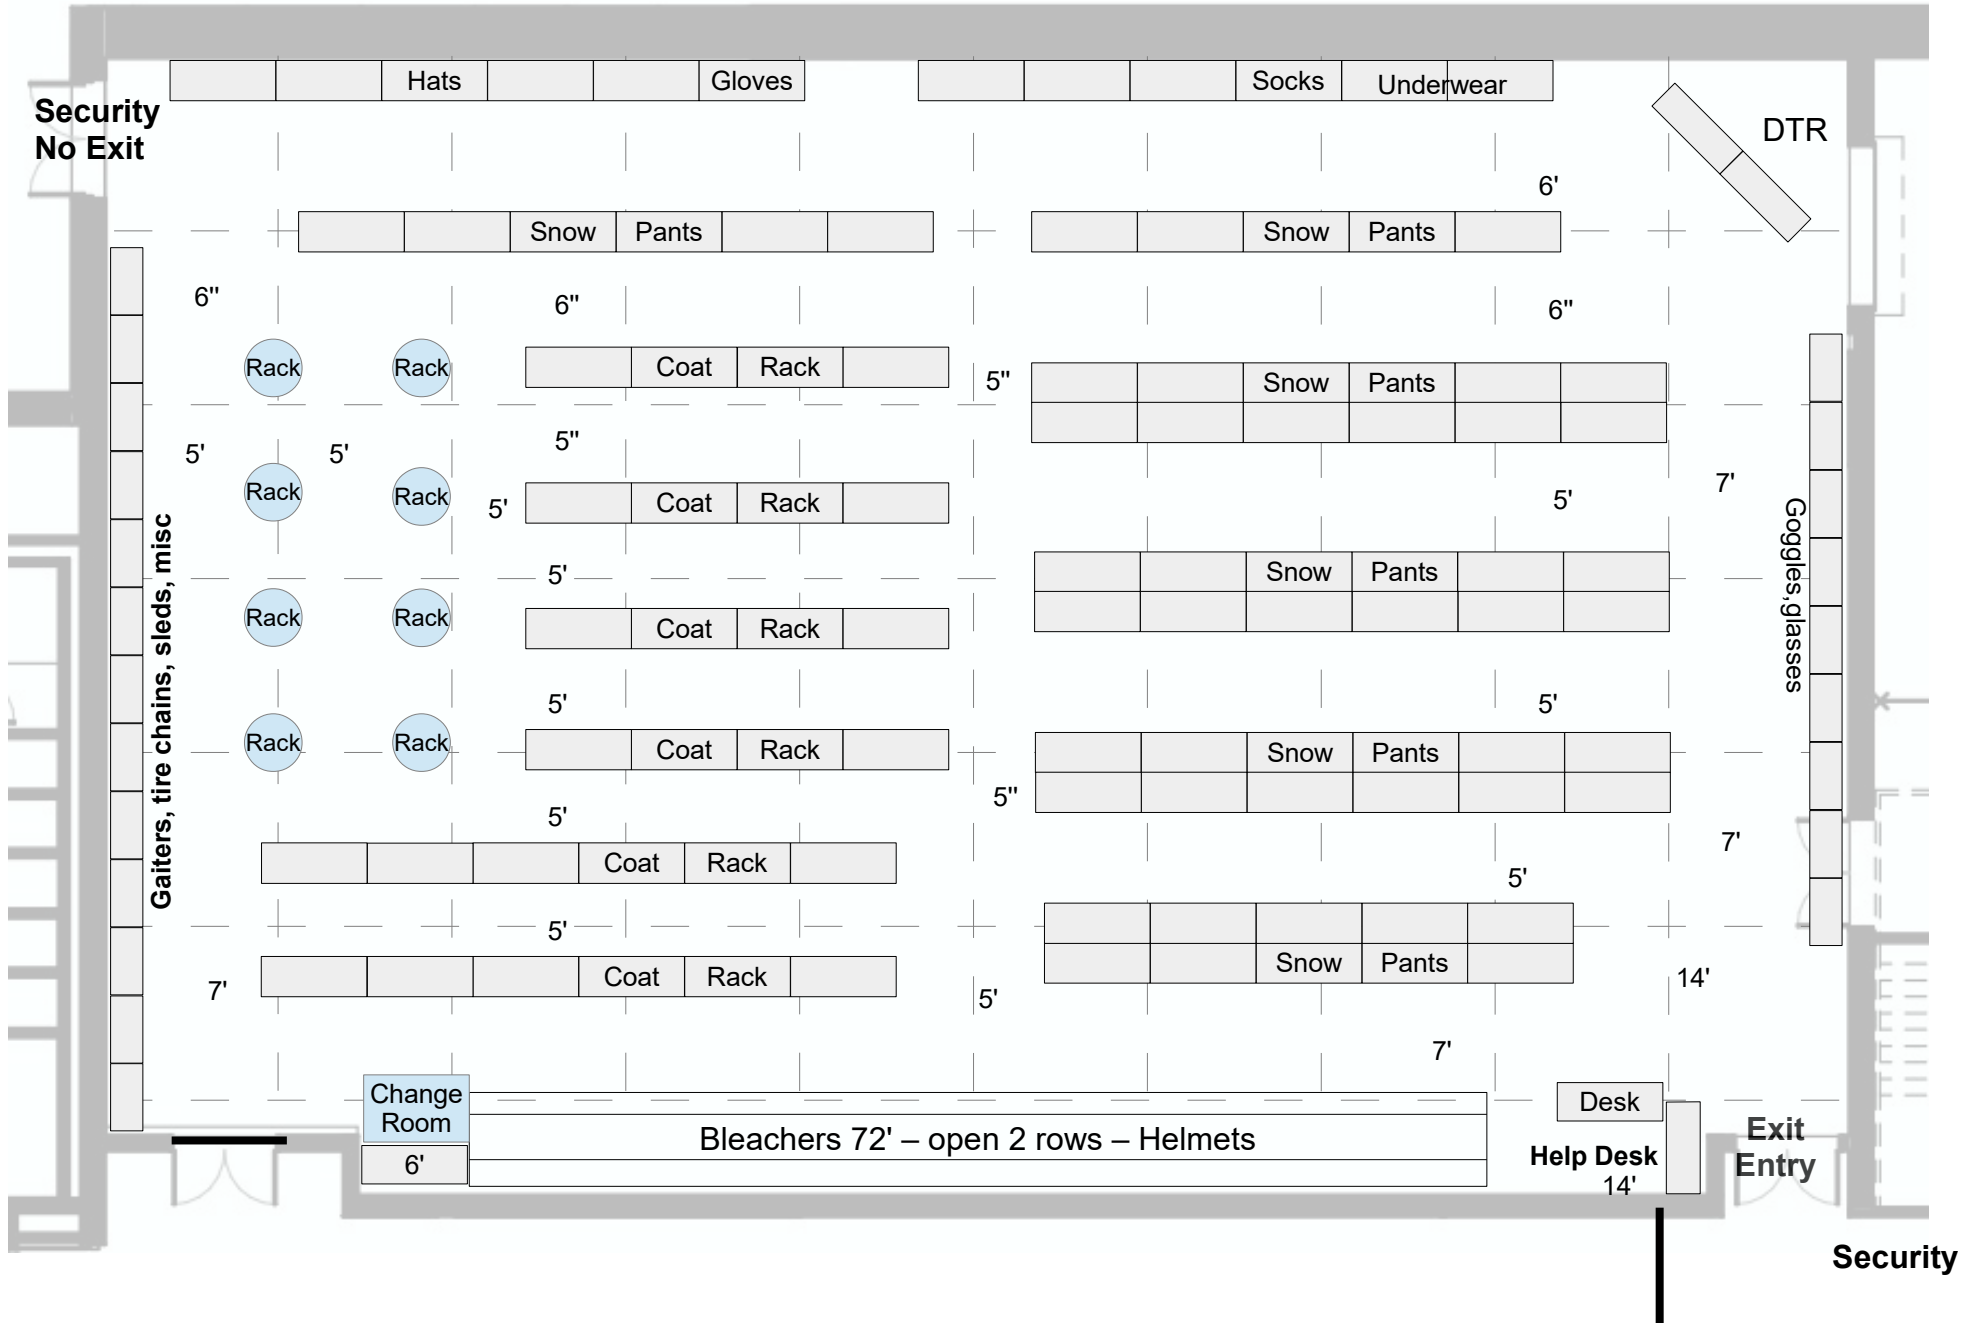 Hats
Gloves
Socks
Underwear
Security
No Exit
DTR
6'
Snow Pants
Snow Pants
6"
6"
6"
Rack
Rack
Coat Rack
5"
Snow Pants
5'
5'
5"
7'
Rack
Rack
5'
Coat Rack
5'
Goggles,glasses
Gaiters, tire chains, sleds, misc
5'
Snow Pants
Rack
Rack
Coat Rack
5'
5'
Rack
Rack
Coat Rack
Snow Pants
5"
5'
7'
Coat Rack
5'
5'
Snow Pants
7'
Coat Rack
5'
14'
7'
Change
Room
Desk
Bleachers 72' – open 2 rows – Helmets
6'
Help Desk
14'
Exit
Entry
Security